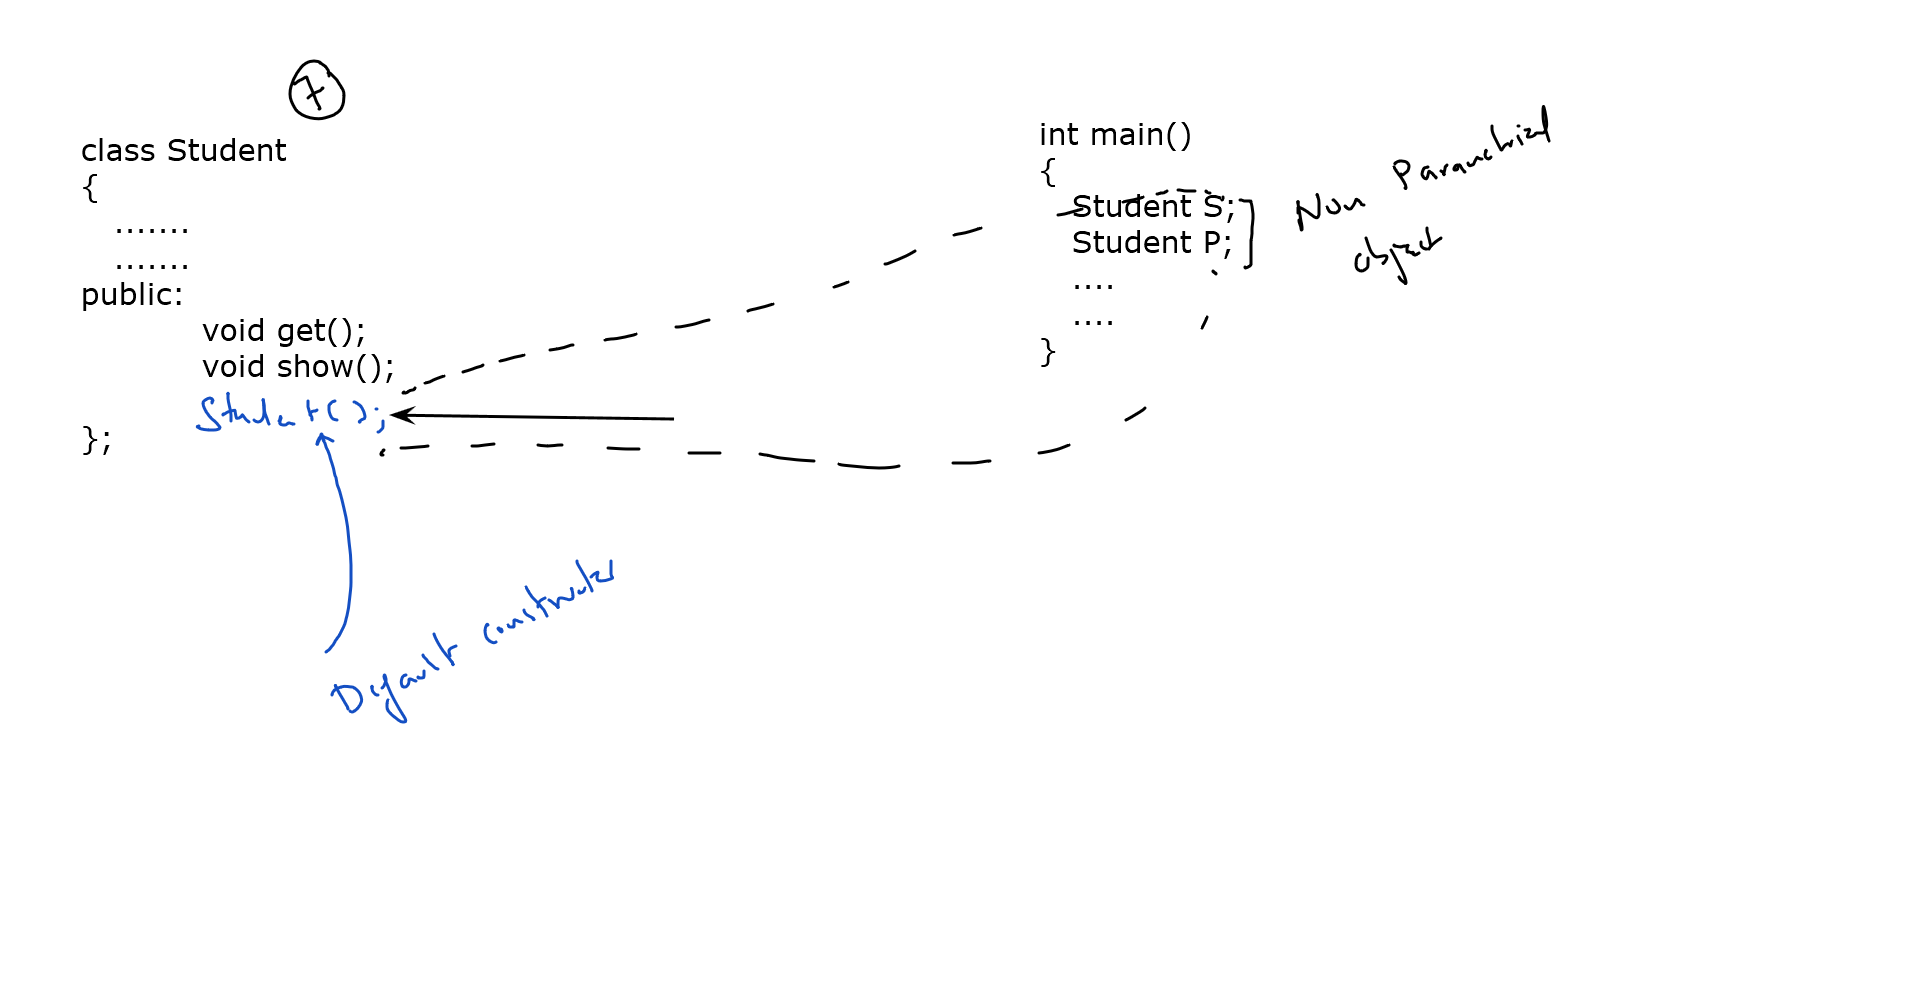 7
class Student
{
.......
.......
public:
void get();
void show();
Student();
};
Default constructor
int main()
{
Student S;
Student P;
....
....
}
Non Parametrized
object